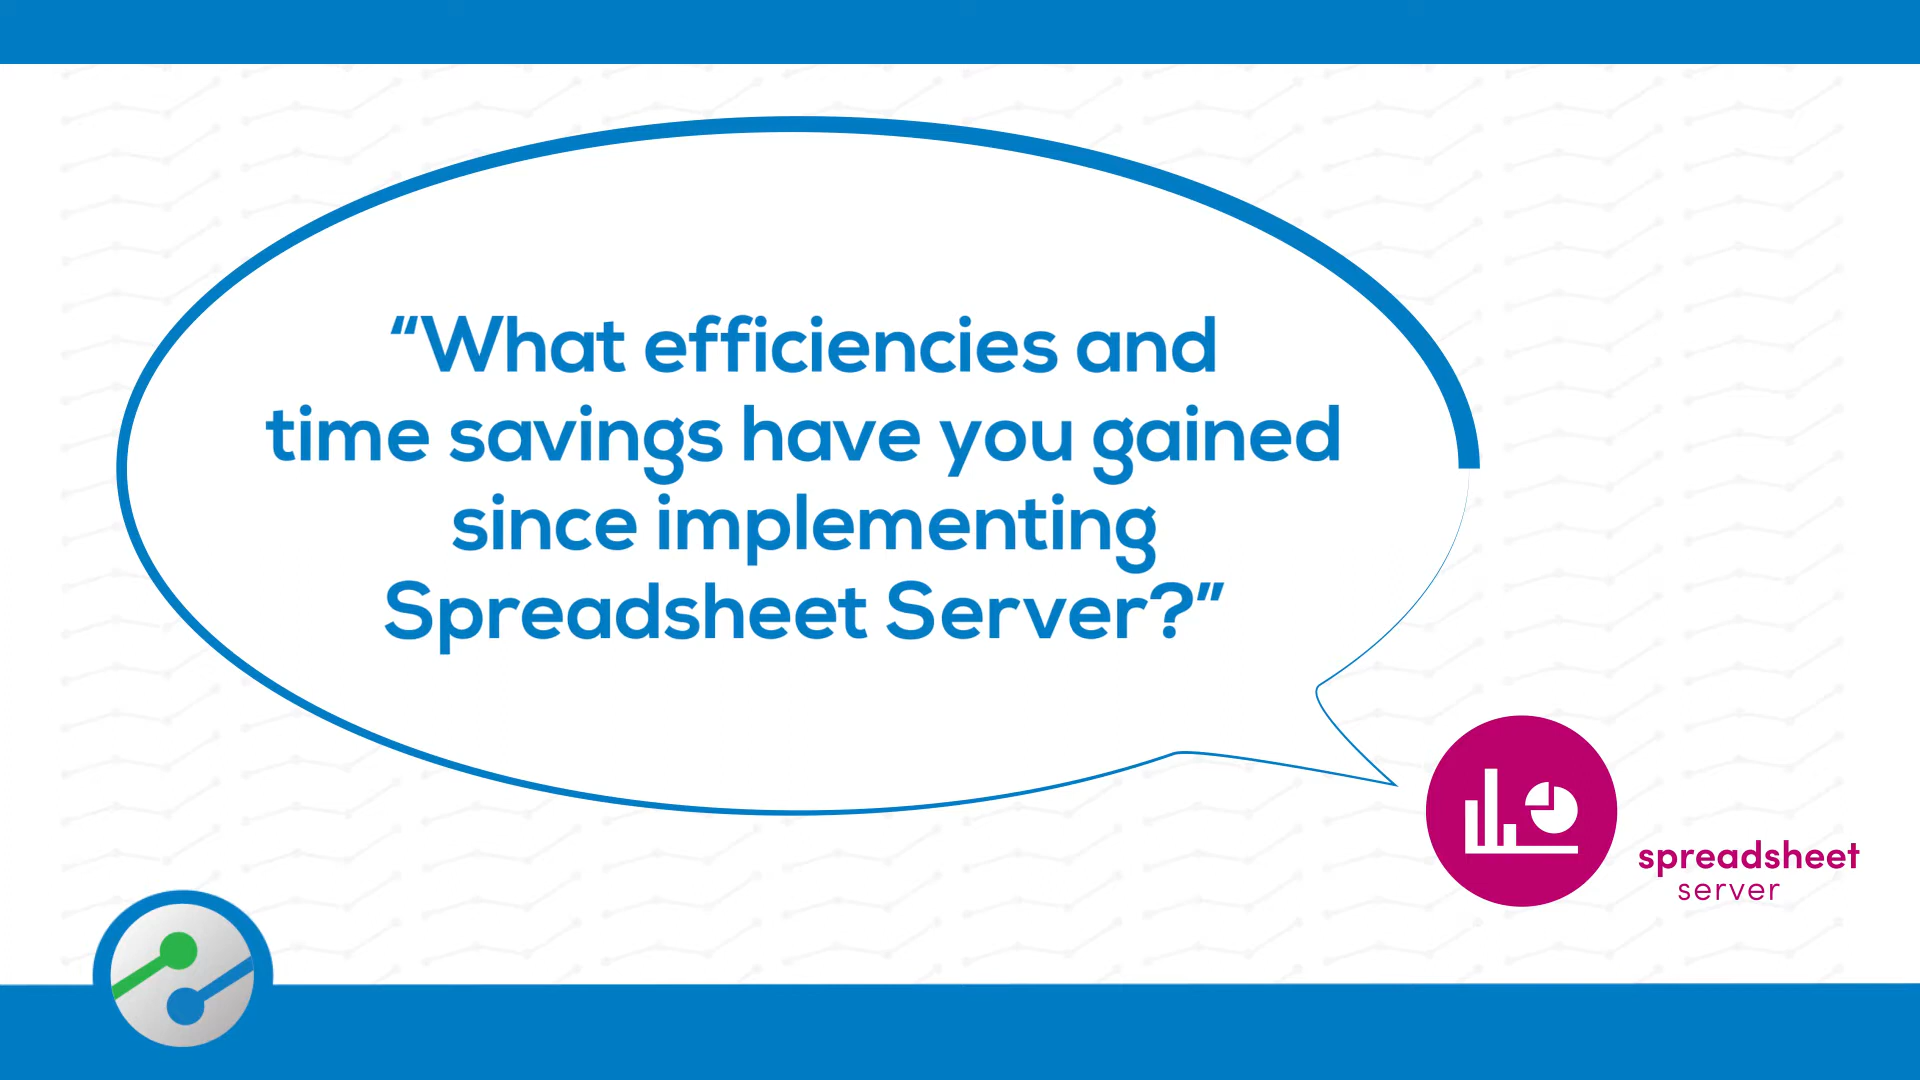 “What efficiencies and
time savings have you gained
since implementing
Spreadsheet Server?”
spreadsheet
server